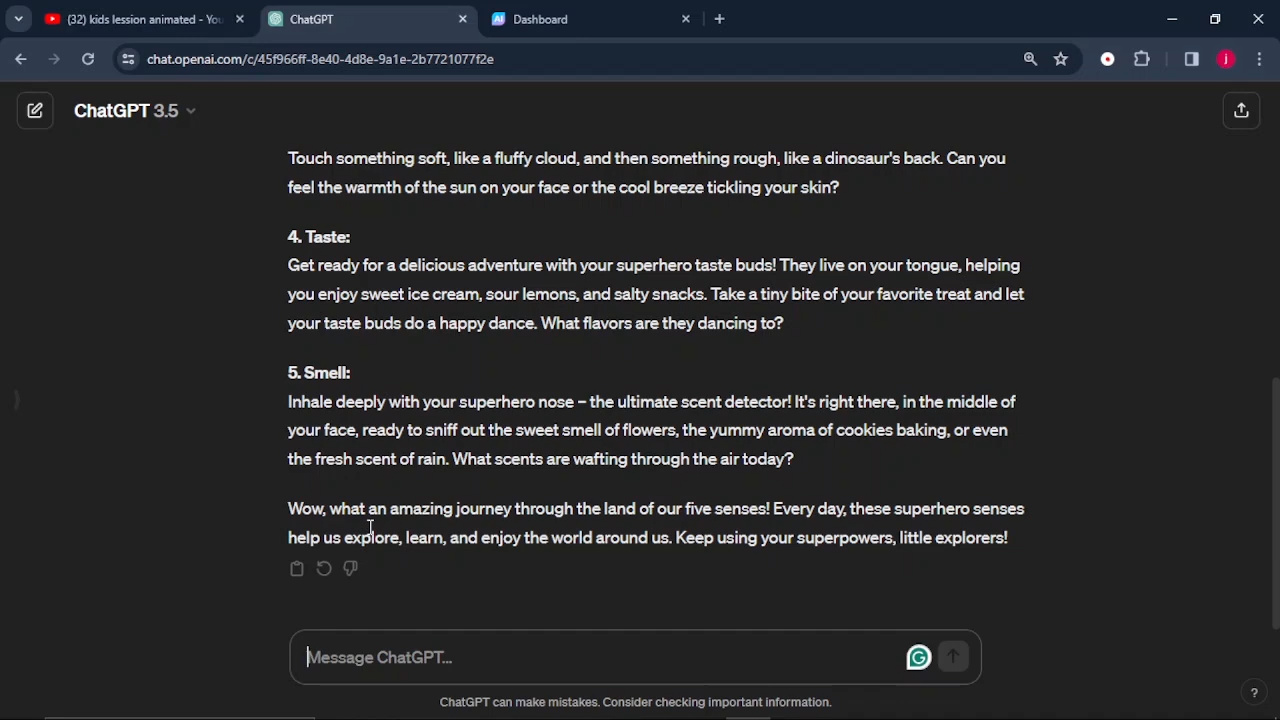 (32) kids lession animated - You
ChatGPT
Dashboard
chat.openai.com/c/45f966ff-8e40-4d8e-9a1e-2b7721077f2e
j
ChatGPT 3.5
Touch something soft, like a fluffy cloud, and then something rough, like a dinosaur's back. Can you
feel the warmth of the sun on your face or the cool breeze tickling your skin?
4. Taste:
Get ready for a delicious adventure with your superhero taste buds! They live on your tongue, helping
you enjoy sweet ice cream, sour lemons, and salty snacks. Take a tiny bite of your favorite treat and let
your taste buds do a happy dance. What flavors are they dancing to?
5. Smell:
Inhale deeply with your superhero nose – the ultimate scent detector! It's right there, in the middle of
your face, ready to sniff out the sweet smell of flowers, the yummy aroma of cookies baking, or even
the fresh scent of rain. What scents are wafting through the air today?
Wow, what an amazing journey through the land of our five senses! Every day, these superhero senses
help us explore, learn, and enjoy the world around us. Keep using your superpowers, little explorers!
Message ChatGPT...
ChatGPT can make mistakes. Consider checking important information.
?